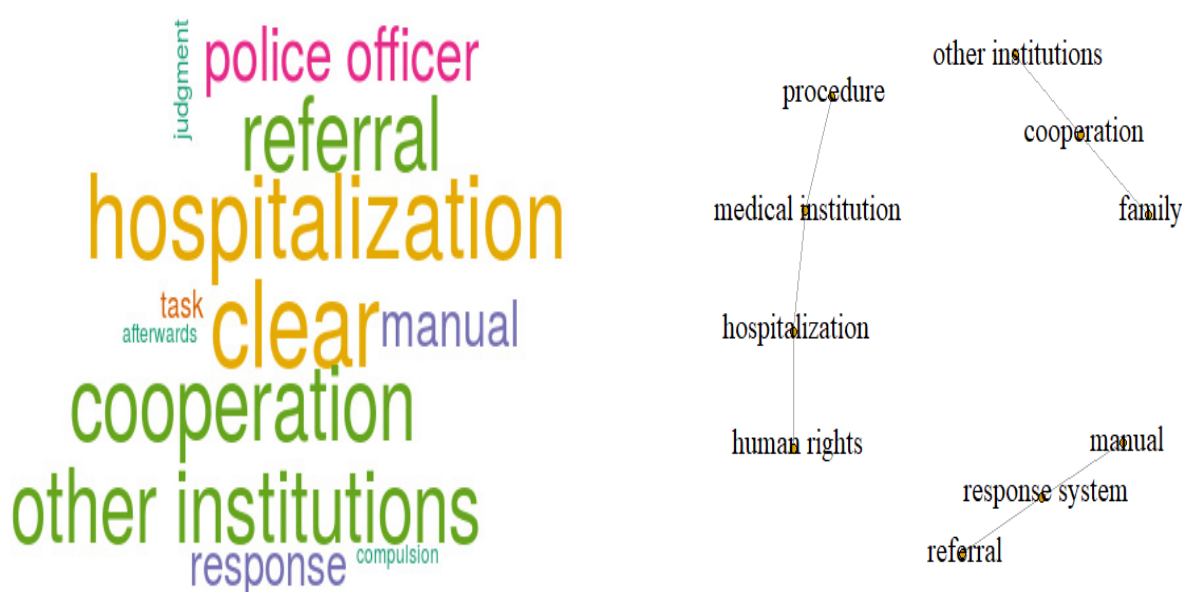 judgment
police officer
referral
hospitalization
task
afterwards
clear
manual
cooperation
other institutions
response
compulsion
other institutions
procedure
cooperation
medical institution
family
hospitalization
human rights
manual
response system
referral